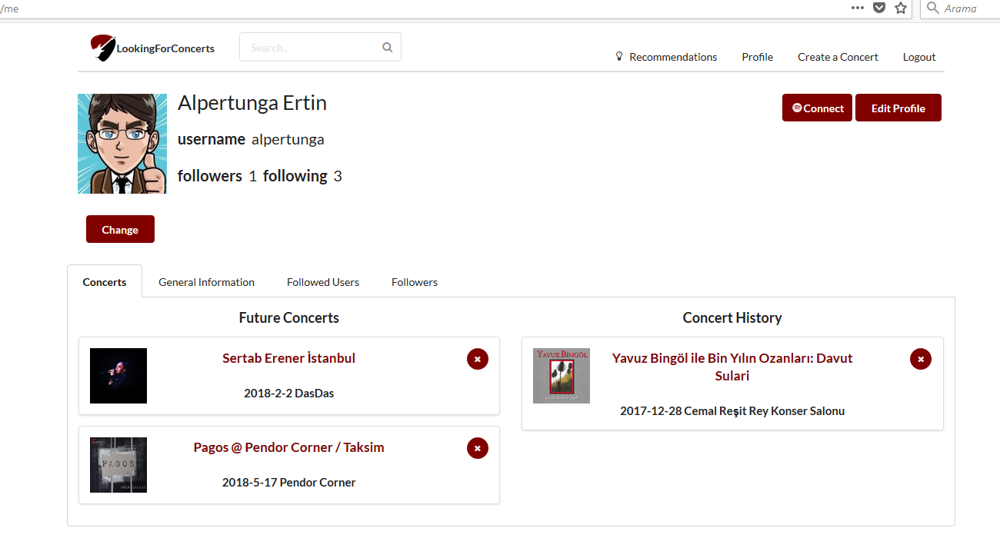 /me
Arama
LookingForConcerts
Search..
Recommendations
Profile
Create a Concert
Logout
Alpertunga Ertin
username alpertunga
followers 1 following 3
Connect
Edit Profile
Change
Concerts
General Information
Followed Users
Followers
Future Concerts
Sertab Erener İstanbul
2018-2-2 DasDas
PAGOS
Pagos @ Pendor Corner / Taksim
2018-5-17 Pendor Corner
Concert History
YAVUZ BİNGÖL
Yavuz Bingöl ile Bin Yılın Ozanları: Davut
Sulari
2017-12-28 Cemal Reşit Rey Konser Salonu